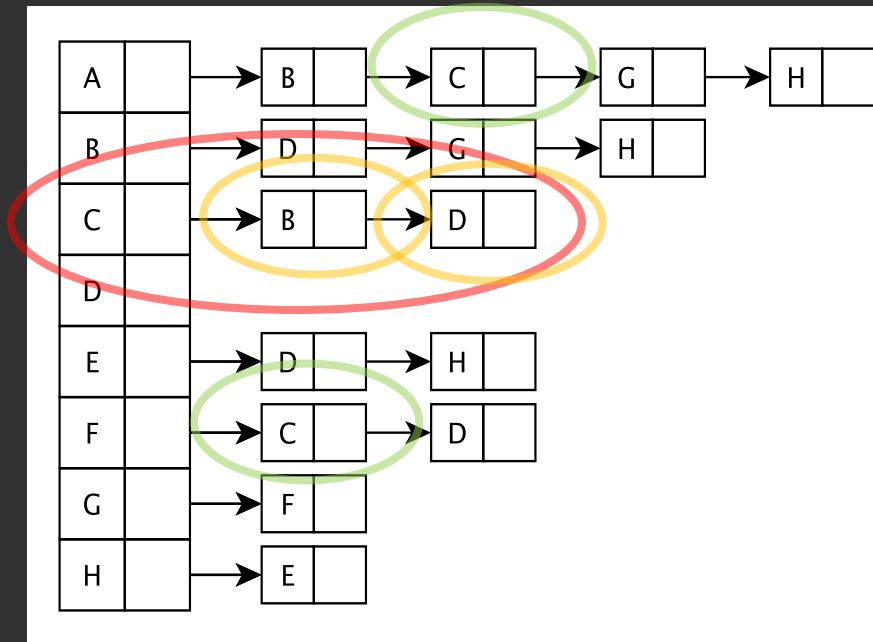 A B C G H
B D G H
C B D
D
E D H
F C D
G F
H E